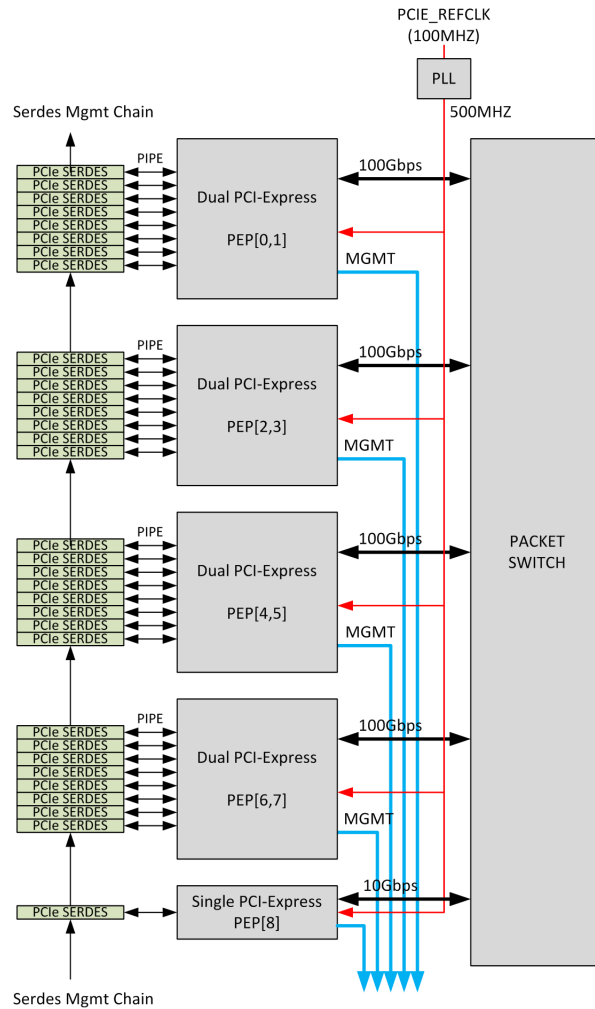 PCIE_REFCLK
(100MHZ)
PLL
500MHZ
Serdes Mgmt Chain
PIPE
PCIe SERDES
PCIe SERDES
PCIe SERDES
PCIe SERDES
PCIe SERDES
PCIe SERDES
PCIe SERDES
PCIe SERDES
Dual PCI-Express
PEP[0,1]
100Gbps
MGMT
PIPE
PCIe SERDES
PCIe SERDES
PCIe SERDES
PCIe SERDES
PCIe SERDES
PCIe SERDES
PCIe SERDES
PCIe SERDES
Dual PCI-Express
PEP[2,3]
100Gbps
MGMT
PIPE
PCIe SERDES
PCIe SERDES
PCIe SERDES
PCIe SERDES
PCIe SERDES
PCIe SERDES
PCIe SERDES
PCIe SERDES
Dual PCI-Express
PEP[4,5]
100Gbps
MGMT
PACKET
SWITCH
PIPE
PCIe SERDES
PCIe SERDES
PCIe SERDES
PCIe SERDES
PCIe SERDES
PCIe SERDES
PCIe SERDES
PCIe SERDES
Dual PCI-Express
PEP[6,7]
100Gbps
MGMT
PCIe SERDES
Single PCI-Express
PEP[8]
10Gbps
Serdes Mgmt Chain